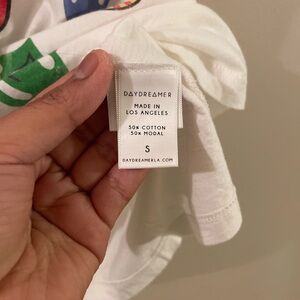 DAYDREAMER
MADE IN
LOS ANGELES
50% COTTON
50% MODAL
S
DAYDREAMERLA.COM